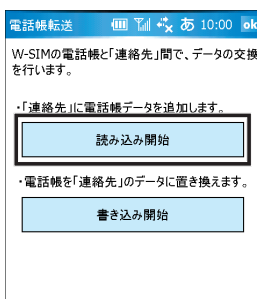 電話帳転送 あ 10:00 ok
W-SIMの電話帳と「連絡先」間で、データの交換
を行います。
・「連絡先」に電話帳データを追加します。
読み込み開始
・電話帳を「連絡先」のデータに置き換えます。
書き込み開始